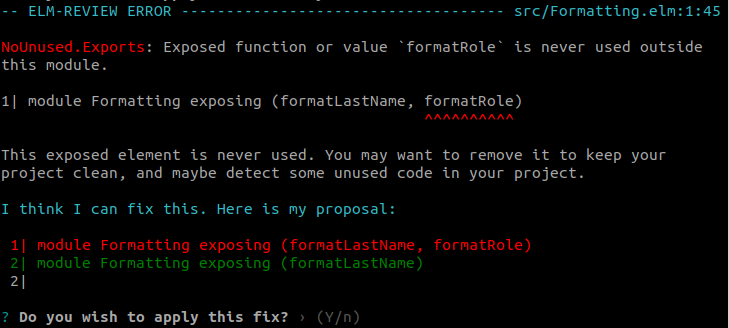 -- ELM-REVIEW ERROR ------------------------------------ src/Formatting.elm:1:45
NoUnused.Exports: Exposed function or value `formatRole` is never used outside
this module.
1| module Formatting exposing (formatLastName, formatRole)
^^^^^^^^^^
This exposed element is never used. You may want to remove it to keep your
project clean, and maybe detect some unused code in your project.
I think I can fix this. Here is my proposal:
1| module Formatting exposing (formatLastName, formatRole)
2| module Formatting exposing (formatLastName)
2|
? Do you wish to apply this fix? › (Y/n)